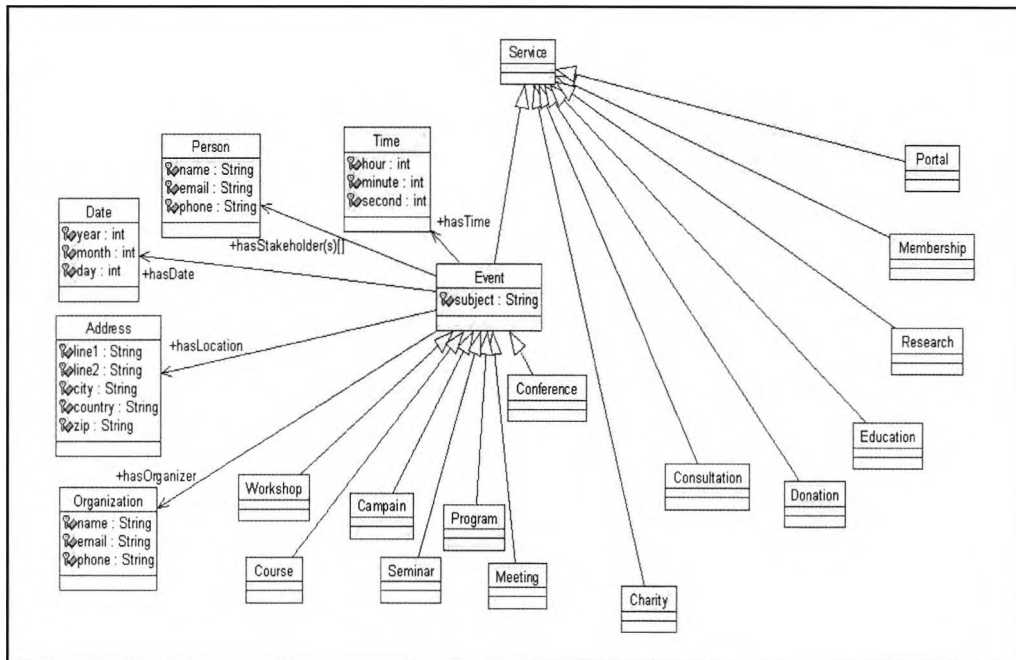 Service
Person
name : String
email : String
phone : String
Time
hour : int
minute : int
second : int
Portal
Date
year : int
month : int
day : int
+hasTime
+hasStakeholder(s)[]
+hasDate
Membership
Event
subject : String
Address
line1 : String
line2 : String
city : String
country : String
zip : String
+hasLocation
Research
Conference
Education
+hasOrganizer
Organization
name : String
email : String
phone : String
Workshop
Campain
Program
Consultation
Donation
Course
Seminar
Meeting
Charity